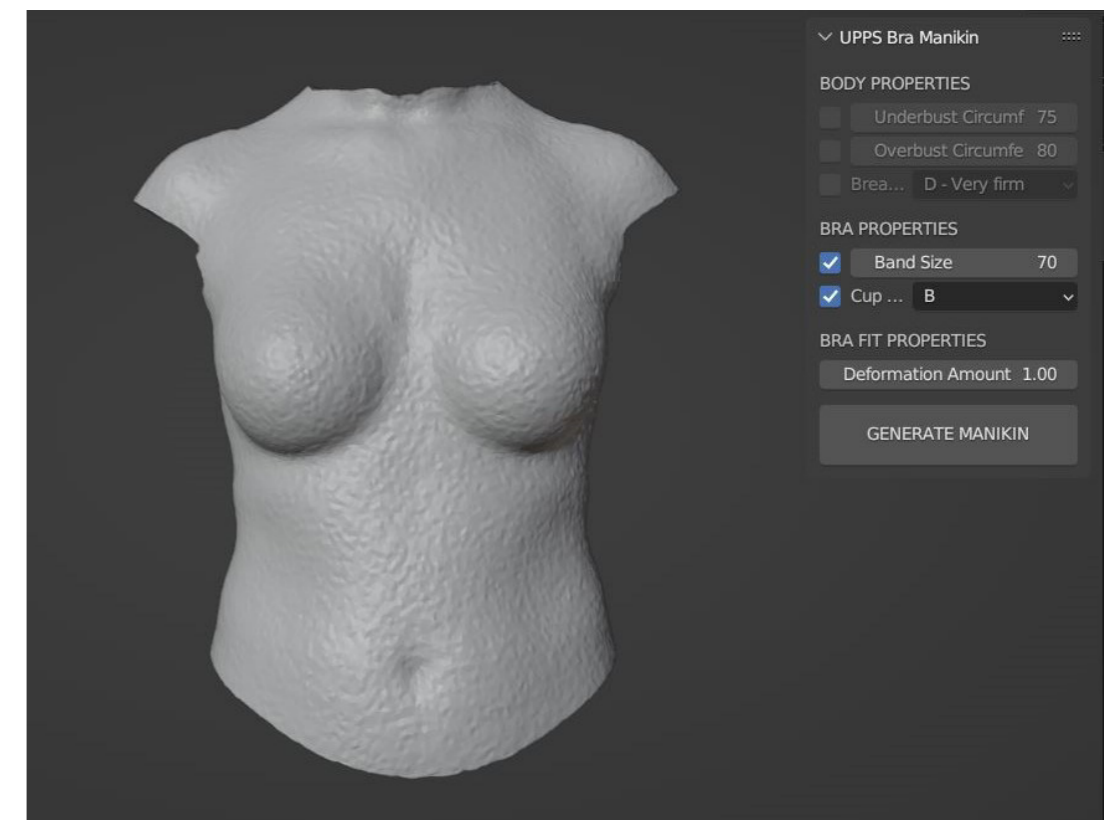 UPPS Bra Manikin
BODY PROPERTIES
Underbust Circumf 75
Overbust Circumfe 80
Brea... D - Very firm
BRA PROPERTIES
Band Size 70
Cup ... B
BRA FIT PROPERTIES
Deformation Amount 1.00
GENERATE MANIKIN